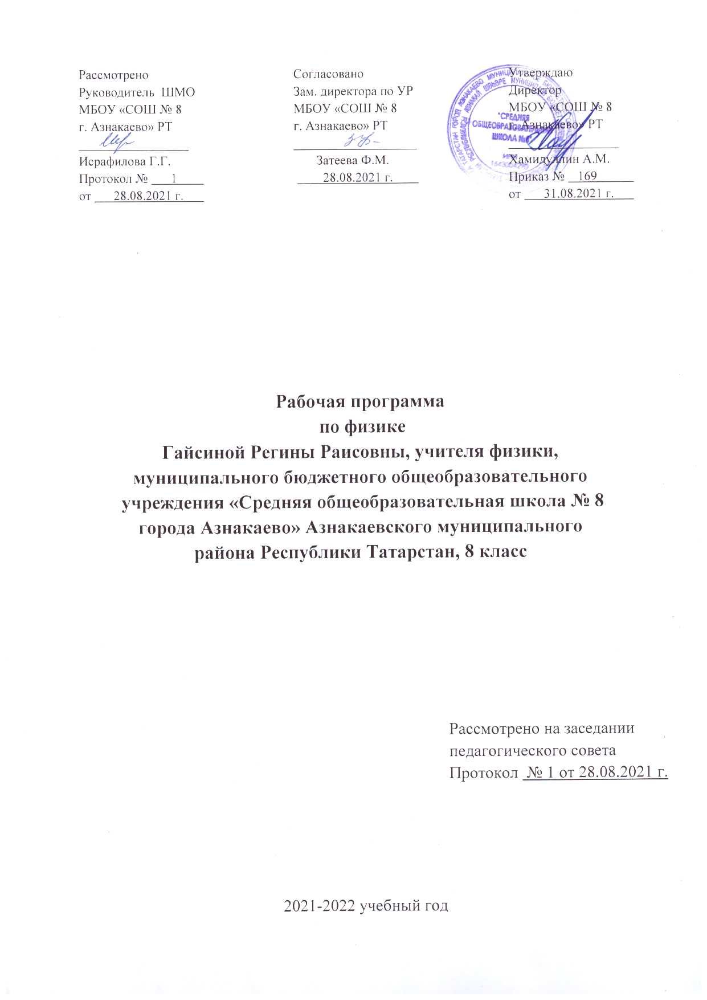 Рассмотрено
Руководитель ШМО
МБОУ «СОШ № 8
г. Азнакаево» РТ
Исрафилова Г.Г.
Протокол № 1
от 28.08.2021 г.
Согласовано
Зам. директора по УР
МБОУ «СОШ № 8
г. Азнакаево» РТ
Затеева Ф.М.
28.08.2021 г.
Утверждаю
Директор
МБОУ «СОШ № 8
г. Азнакаево» РТ
Хамидуллин А.М.
Приказ № 169
от 31.08.2021 г.
"СРЕДНЯЯ
ОБЩЕОБРАЗОВАТЕЛЬНАЯ
ШКОЛА №8"
Рабочая программа
по физике
Гайсиной Регины Раисовны, учителя физики,
муниципального бюджетного общеобразовательного
учреждения «Средняя общеобразовательная школа № 8
города Азнакаево» Азнакаевского муниципального
района Республики Татарстан, 8 класс
Рассмотрено на заседании
педагогического совета
Протокол № 1 от 28.08.2021 г.
2021-2022 учебный год